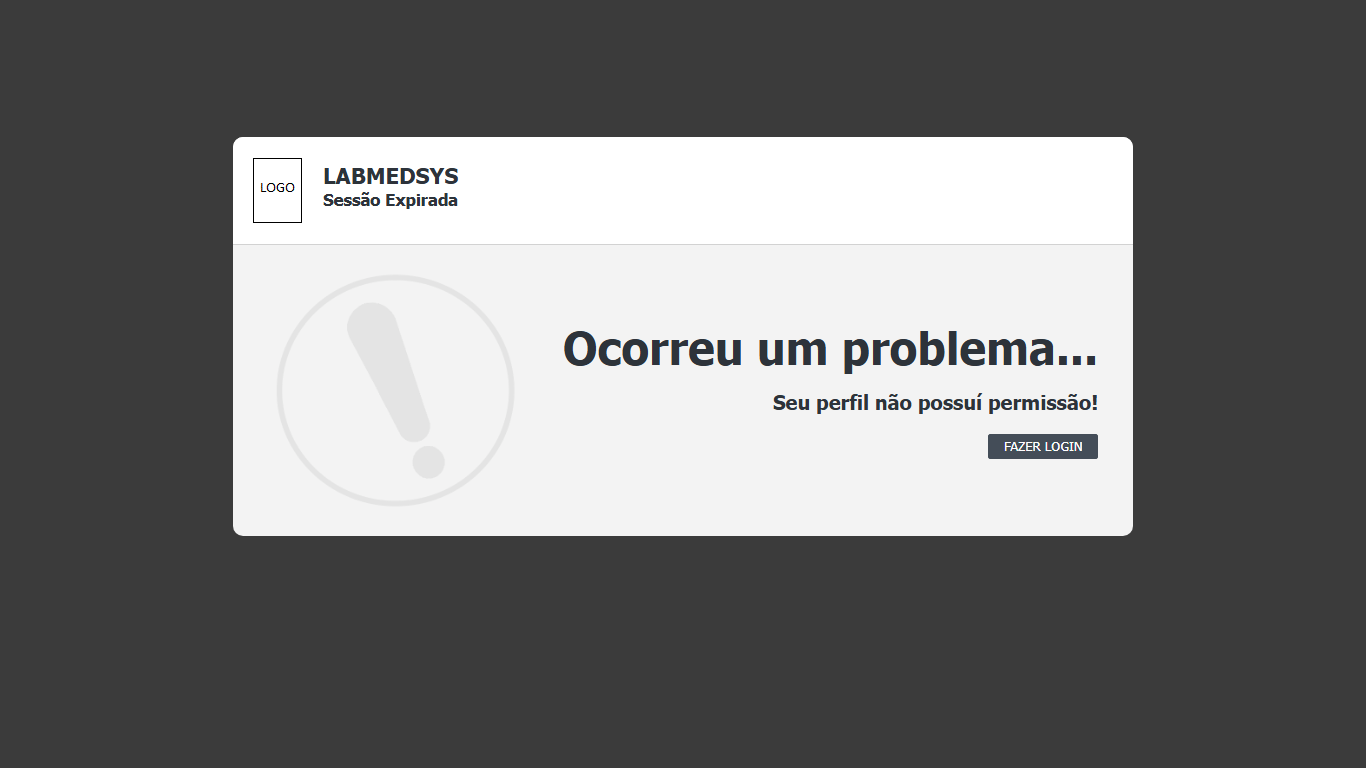 LOGO
LABMEDSYS
Sessão Expirada
Ocorreu um problema...
Seu perfil não possuí permissão!
FAZER LOGIN